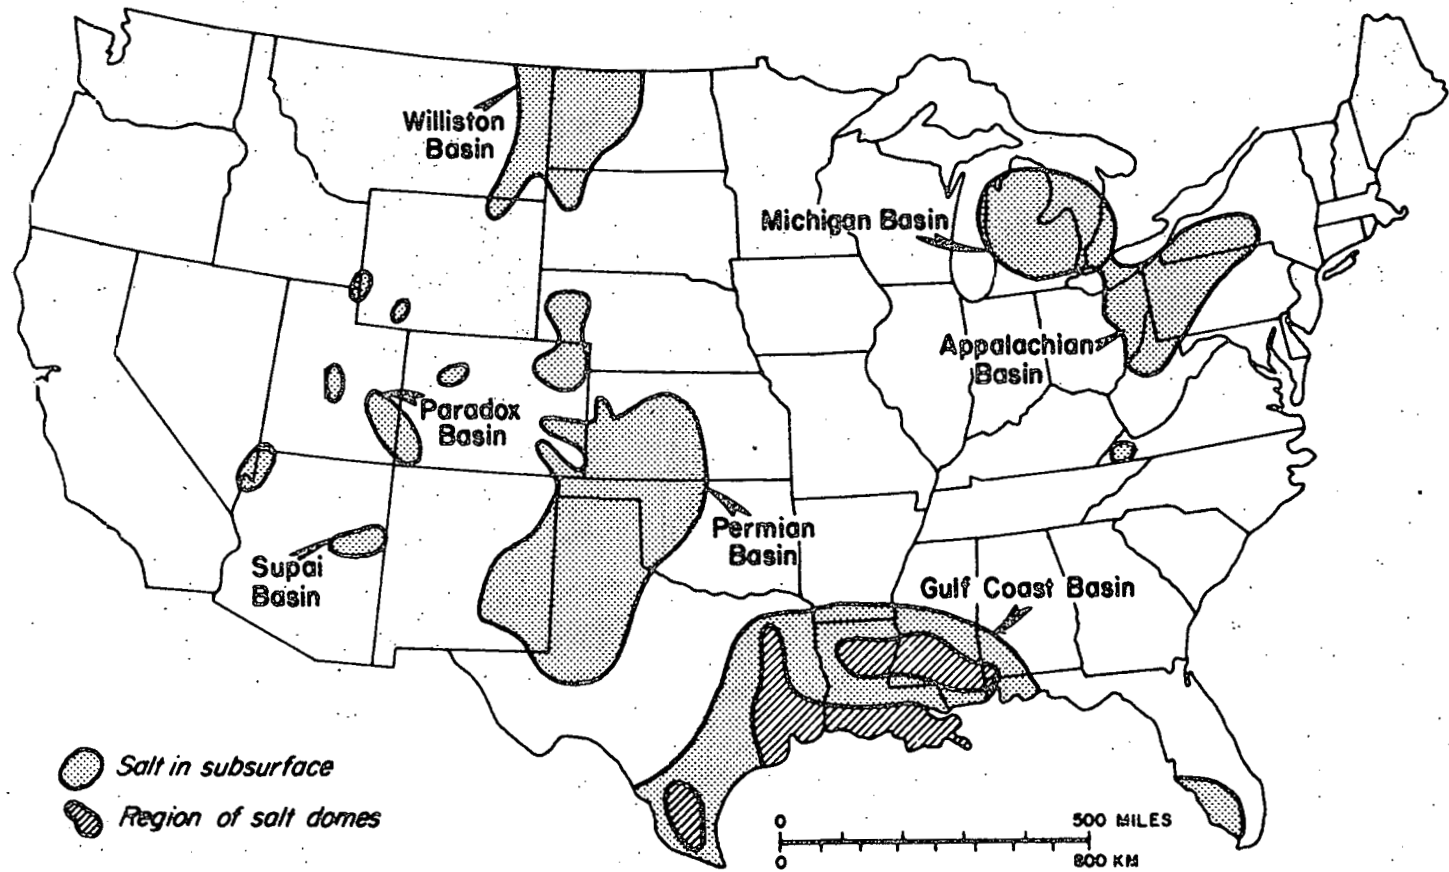 Williston
Basin
Michigan Basin
Appalachian
Basin
Paradox
Basin
Permian
Basin
Supai
Basin
Gulf Coast Basin
Salt in subsurface
Region of salt domes
0 500 MILES
0 800 KM